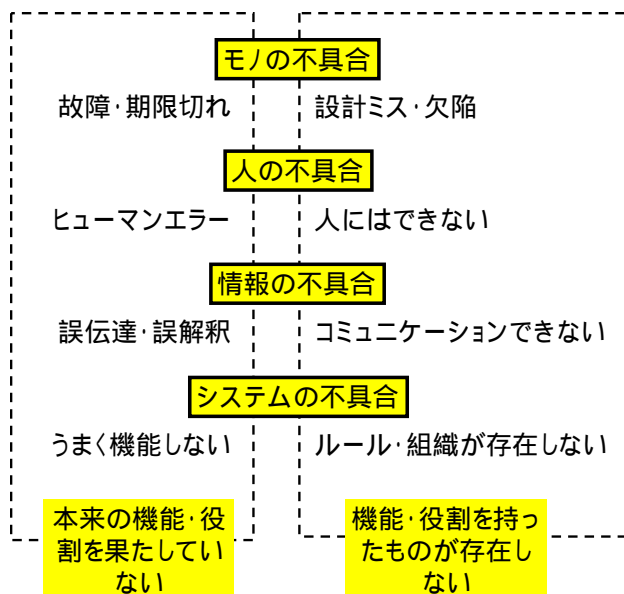 モノの不具合
故障・期限切れ
設計ミス・欠陥
人の不具合
ヒューマンエラー
人にはできない
情報の不具合
誤伝達・誤解釈
コミュニケーションできない
システムの不具合
うまく機能しない
ルール・組織が存在しない
本来の機能・役
割を果たしてい
ない
機能・役割を持っ
たものが存在し
ない